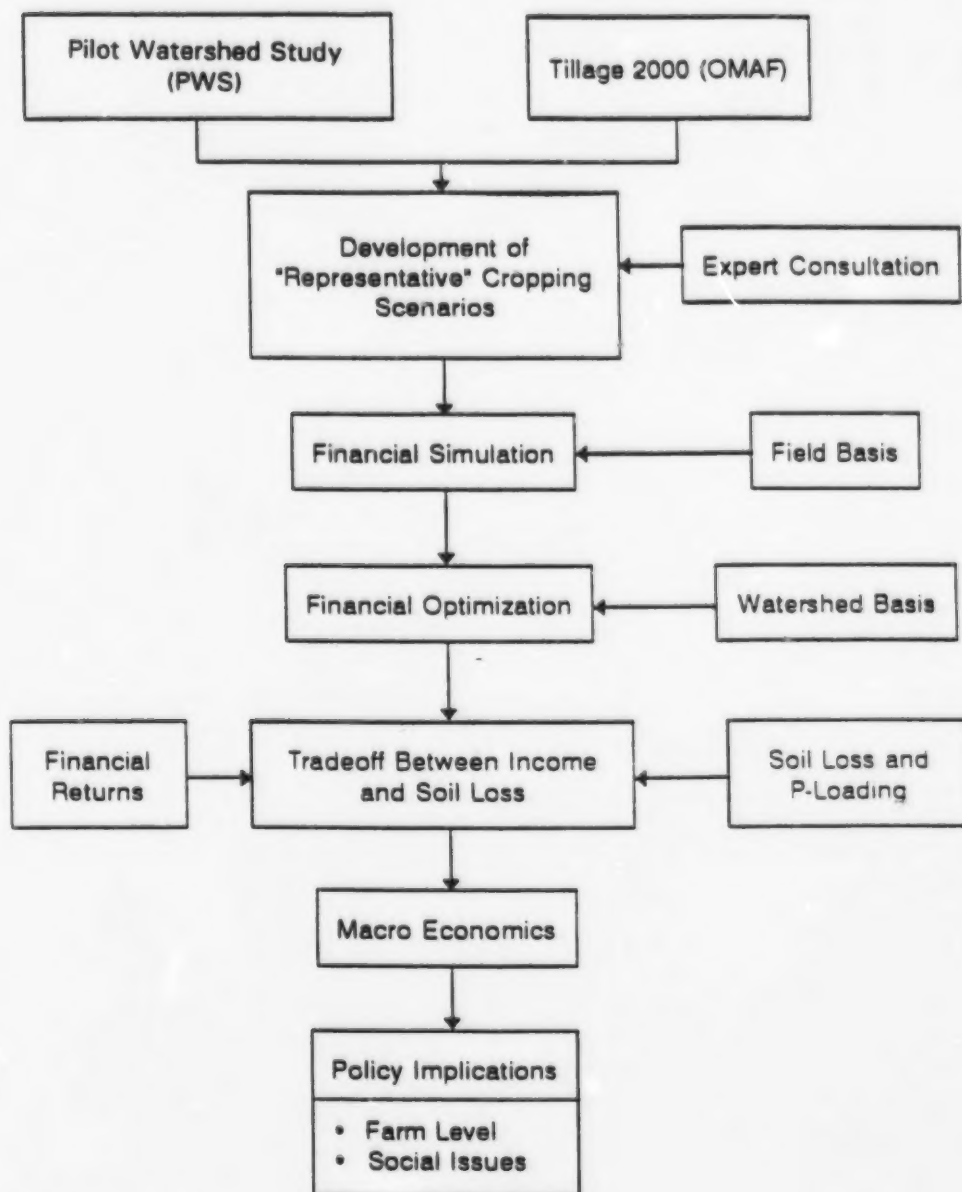 Pilot Watershed Study
(PWS)
Tillage 2000 (OMAF)
Development of
"Representative" Cropping
Scenarios
Expert Consultation
Financial Simulation
Field Basis
Financial Optimization
Watershed Basis
Financial
Returns
Tradeoff Between Income
and Soil Loss
Soil Loss and
P-Loading
Macro Economics
Policy Implications
• Farm Level
• Social Issues